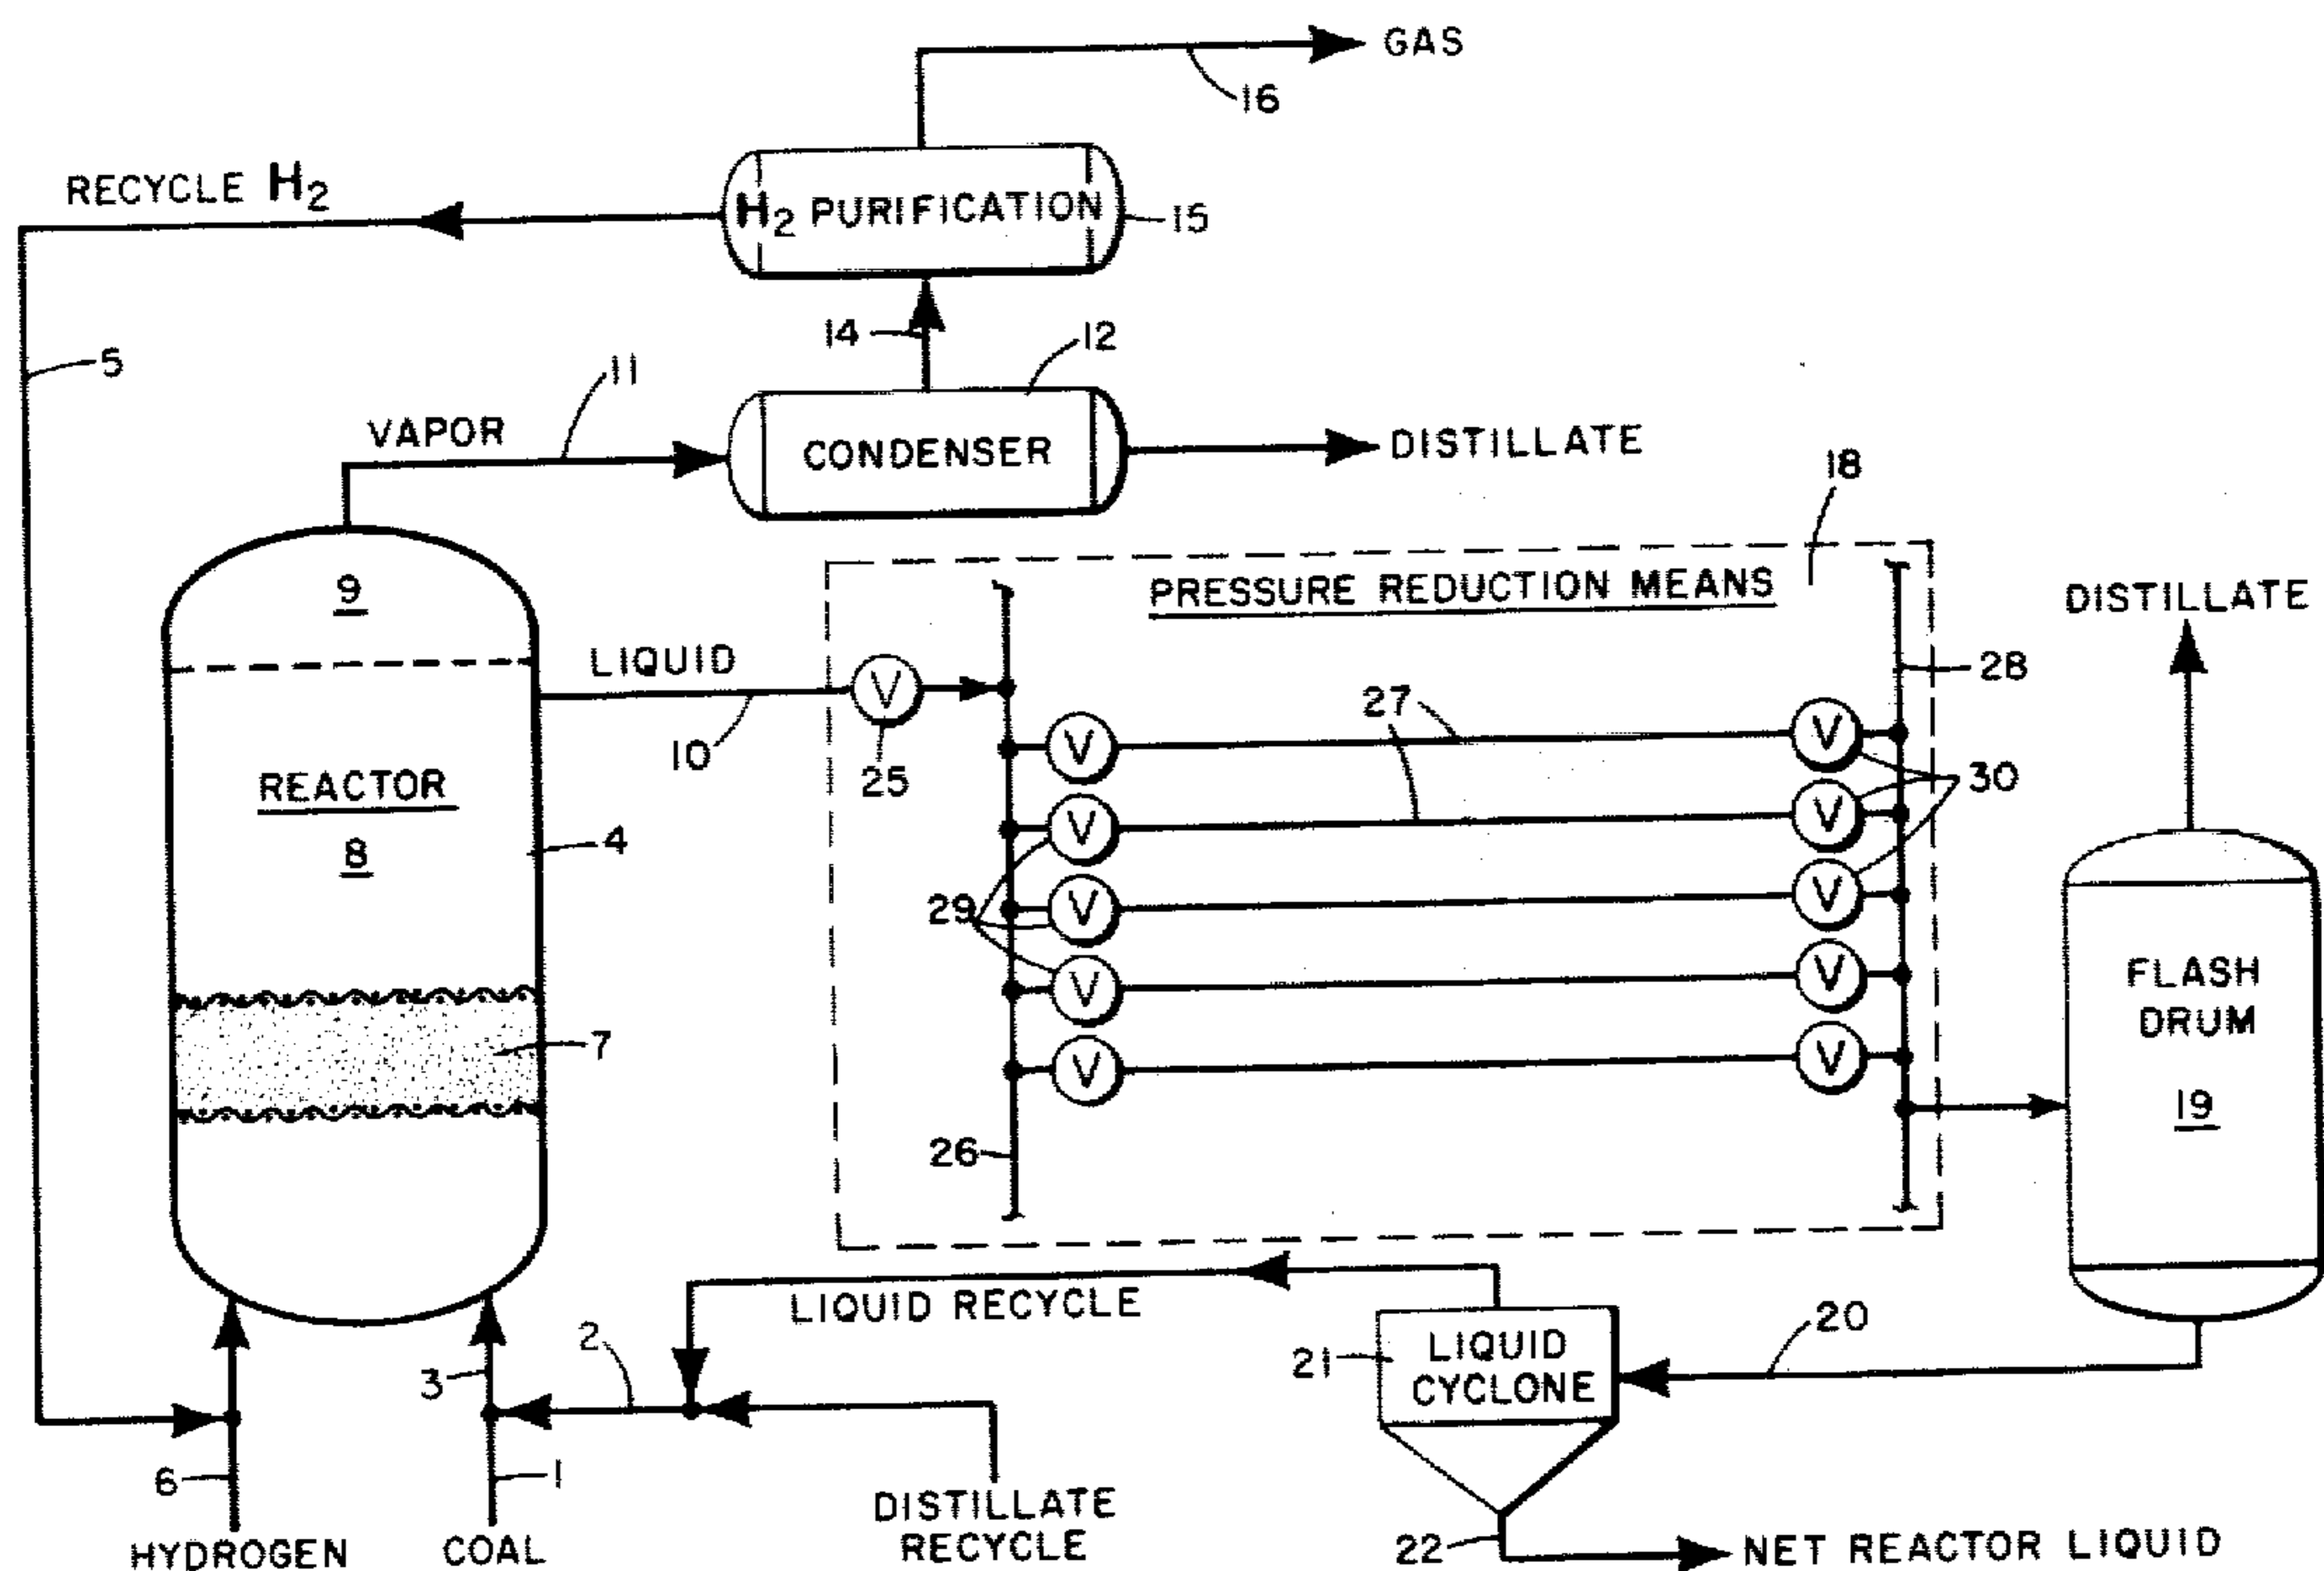 GAS
16
RECYCLE H2
H2 PURIFICATION
15
14
12
5
11
VAPOR
CONDENSER
DISTILLATE
18
9
PRESSURE REDUCTION MEANS
DISTILLATE
LIQUID
V
28
27
10
25
V
V
30
REACTOR
8
4
V
V
29
V
V
FLASH
DRUM
19
V
V
7
V
V
26
LIQUID RECYCLE
2
3
21
LIQUID
CYCLONE
20
6
1
DISTILLATE
RECYCLE
HYDROGEN
COAL
22
NET REACTOR LIQUID